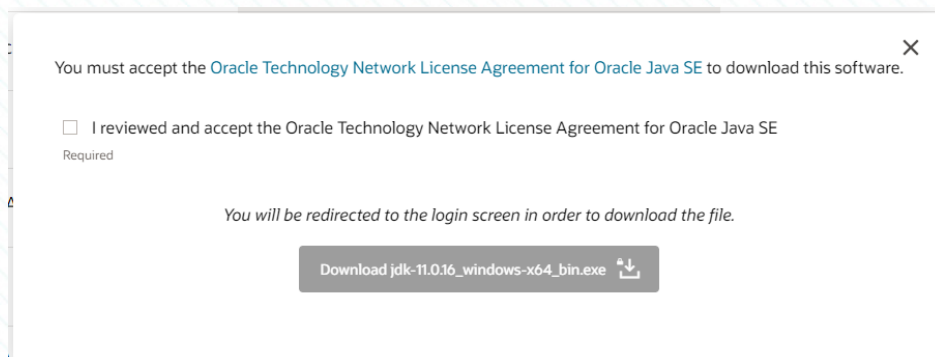 You must accept the Oracle Technology Network License Agreement for Oracle Java SE to download this software.
I reviewed and accept the Oracle Technology Network License Agreement for Oracle Java SE
Required
You will be redirected to the login screen in order to download the file.
Download jdk-11.0.16_windows-x64_bin.exe